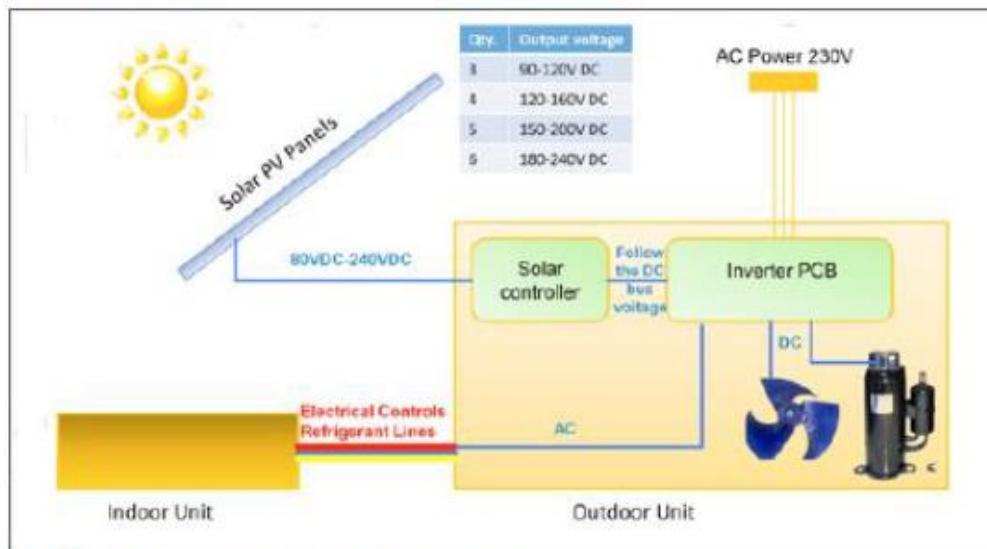 Qty. Output voltage
3 90-120V DC
4 120-160V DC
5 150-200V DC
6 180-240V DC
AC Power 230V
Solar PV Panels
80VDC-240VDC
Solar
controller
Follow
the DC
bus
voltage
Inverter PCB
DC
Electrical Controls
Refrigerant Lines
AC
Indoor Unit
Outdoor Unit